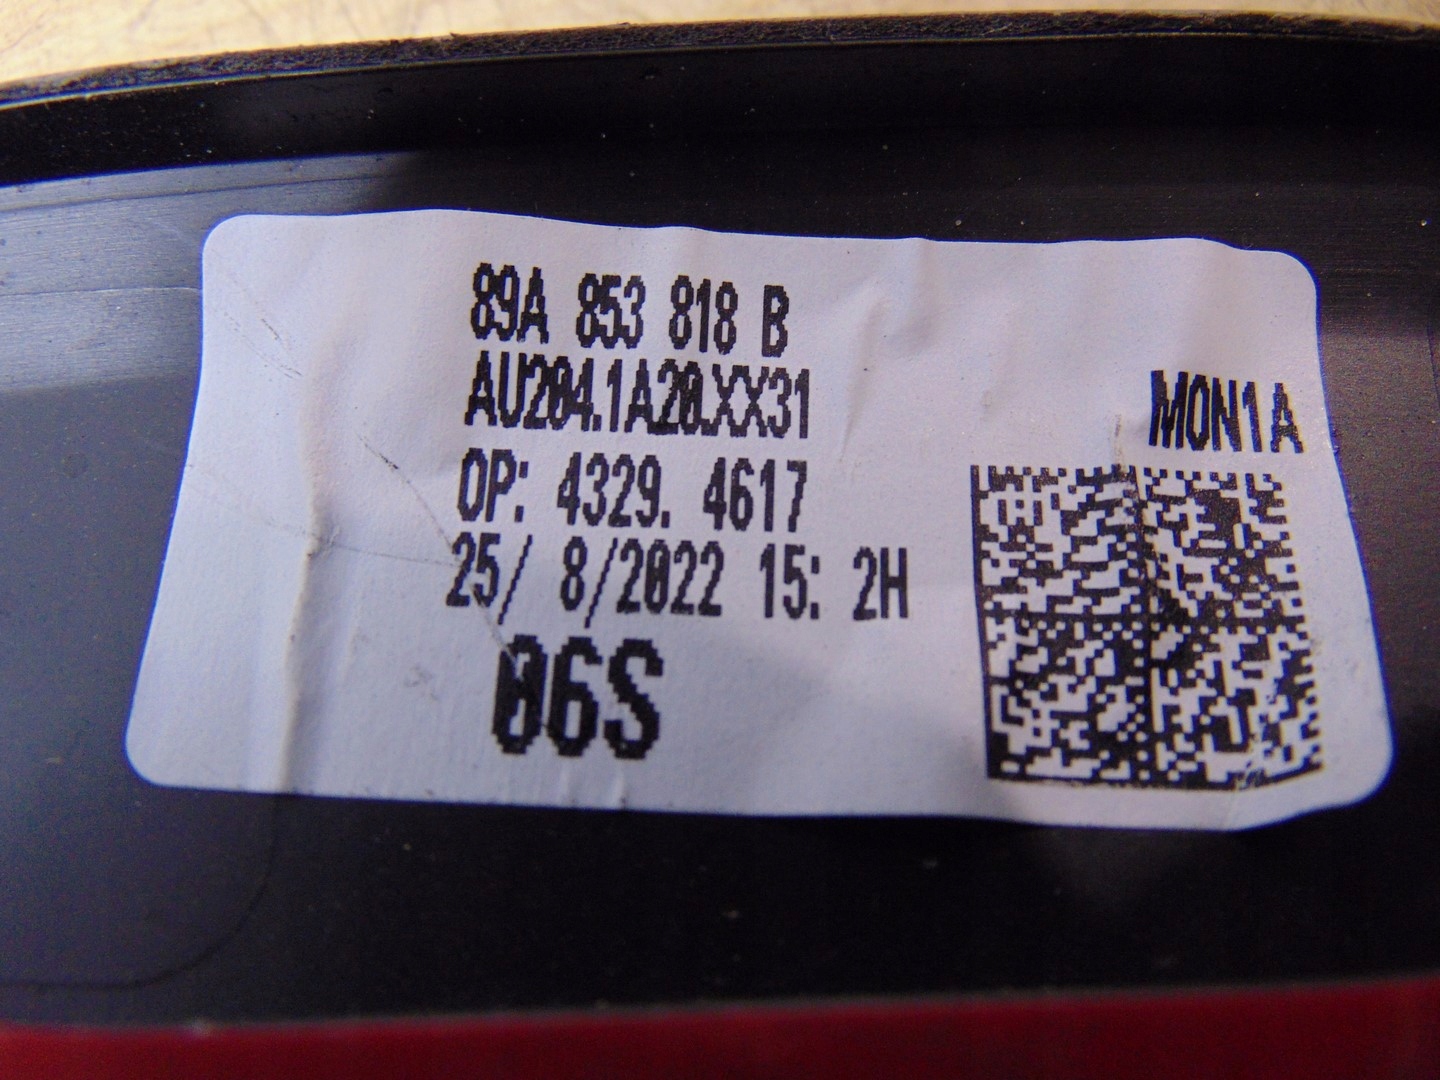 89A 853 818 B
AU204.1A20.XX31
MON1A
OP: 4329. 4617
25/ 8/2022 15: 2H
06S